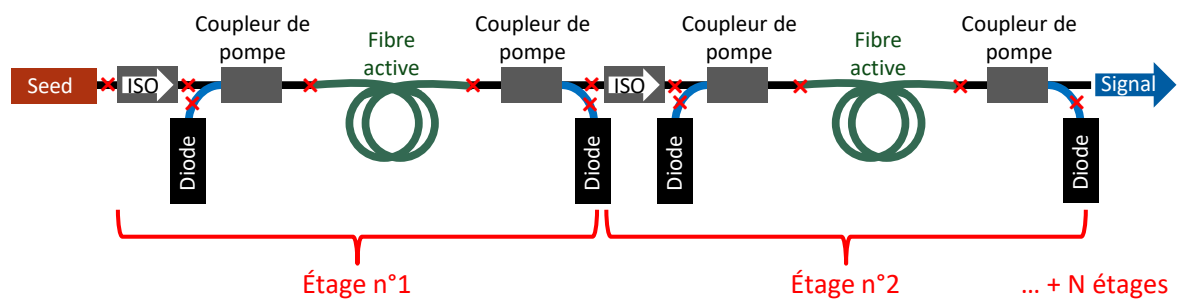 Coupleur de
pompe
Fibre
active
Coupleur de
pompe
Coupleur de
pompe
Fibre
active
Coupleur de
pompe
Seed
ISO
ISO
Signal
Diode
Diode
Diode
Diode
Étage n°1
Étage n°2
... + N étages